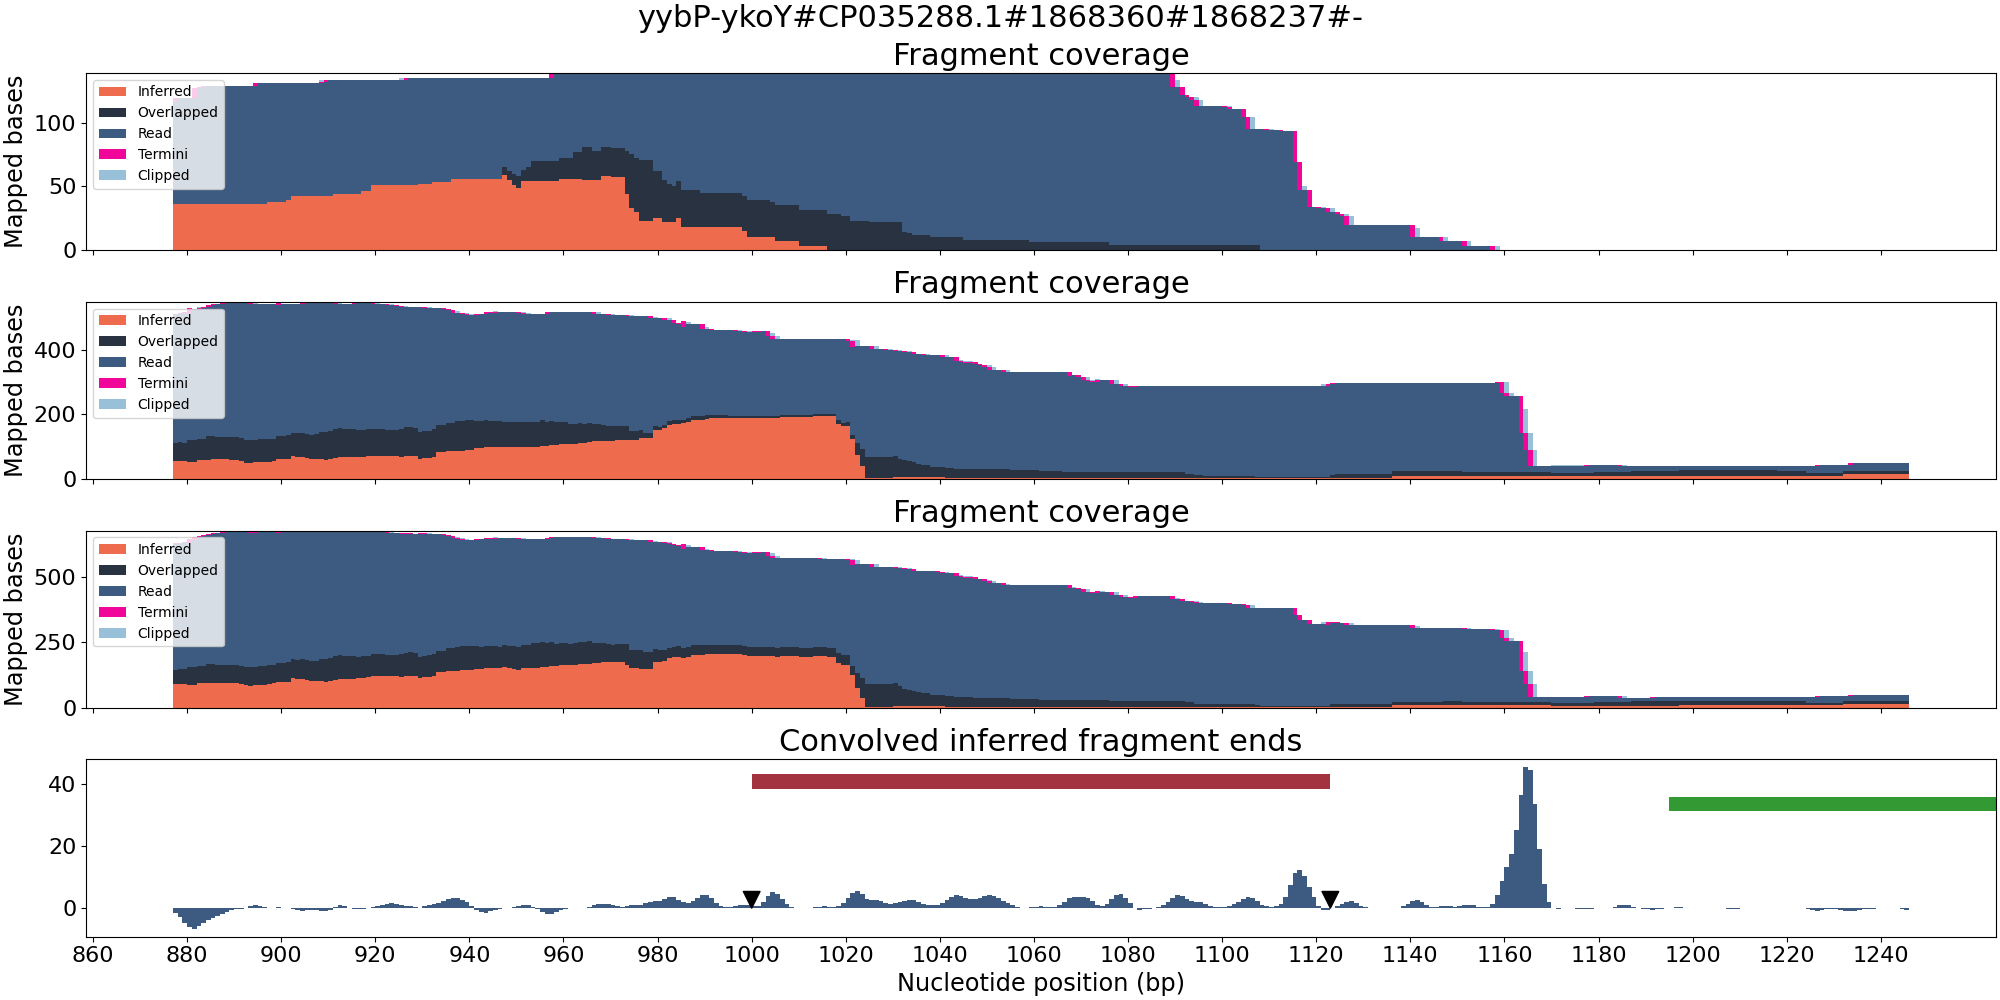 yybP-ykoY#CP035288.1#1868360#1868237#-
Fragment coverage
Mapped bases
100
50
0
Inferred
Overlapped
Read
Termini
Clipped
Fragment coverage
Mapped bases
400
200
0
Inferred
Overlapped
Read
Termini
Clipped
Fragment coverage
Mapped bases
500
250
0
Inferred
Overlapped
Read
Termini
Clipped
Convolved inferred fragment ends
40
20
0
860 880 900 920 940 960 980 1000 1020 1040 1060 1080 1100 1120 1140 1160 1180 1200 1220 1240
Nucleotide position (bp)